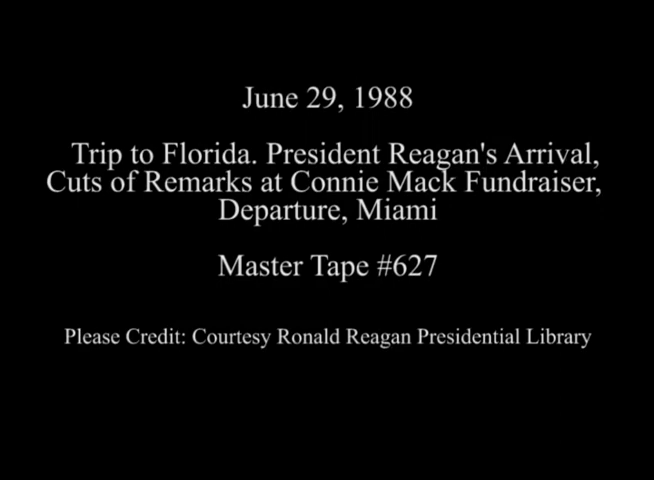 June 29, 1988
Trip to Florida. President Reagan's Arrival,
Cuts of Remarks at Connie Mack Fundraiser,
Departure, Miami
Master Tape #627
Please Credit: Courtesy Ronald Reagan Presidential Library